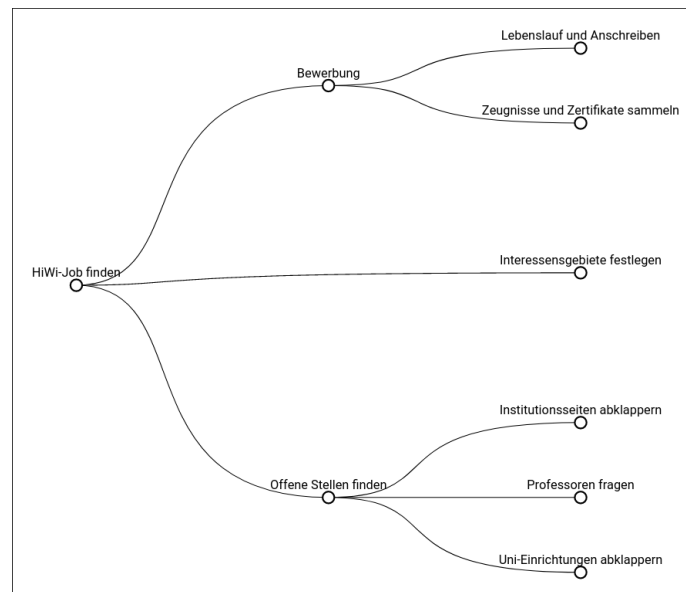 Lebenslauf und Anschreiben
Bewerbung
Zeugnisse und Zertifikate sammeln
Interessensgebiete festlegen
HiWi-Job finden
Institutionsseiten abklappern
Offene Stellen finden
Professoren fragen
Uni-Einrichtungen abklappern